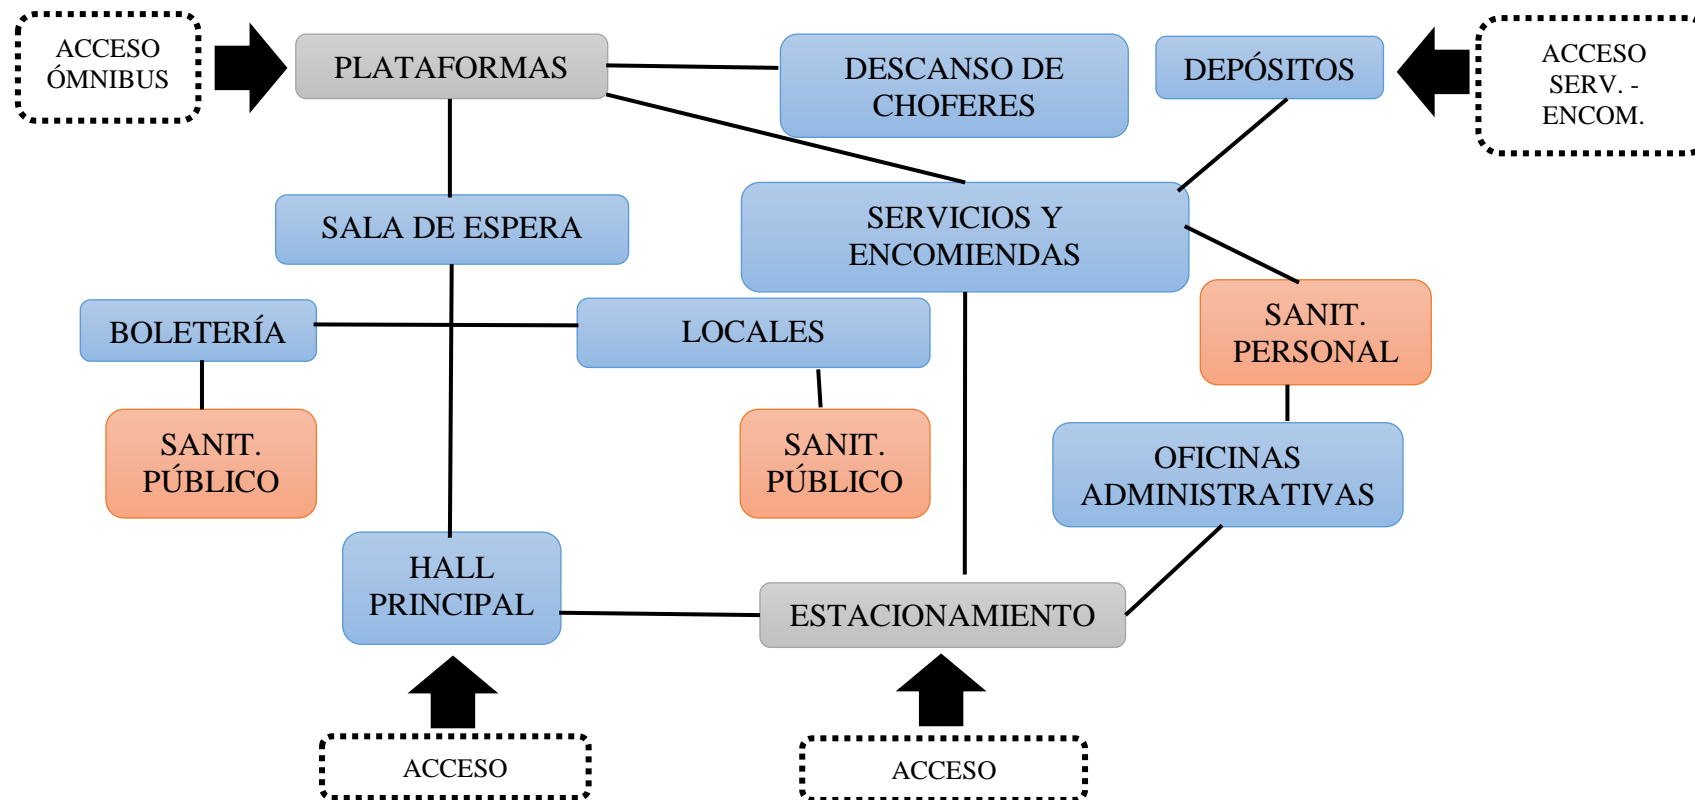 ACCESO
ÓMNIBUS
PLATAFORMAS
DESCANSO DE
CHOFERES
DEPÓSITOS
ACCESO
SERV. -
ENCOM.
SALA DE ESPERA
SERVICIOS Y
ENCOMIENDAS
BOLETERÍA
LOCALES
SANIT.
PERSONAL
SANIT.
PÚBLICO
SANIT.
PÚBLICO
OFICINAS
ADMINISTRATIVAS
HALL
PRINCIPAL
ESTACIONAMIENTO
ACCESO
ACCESO